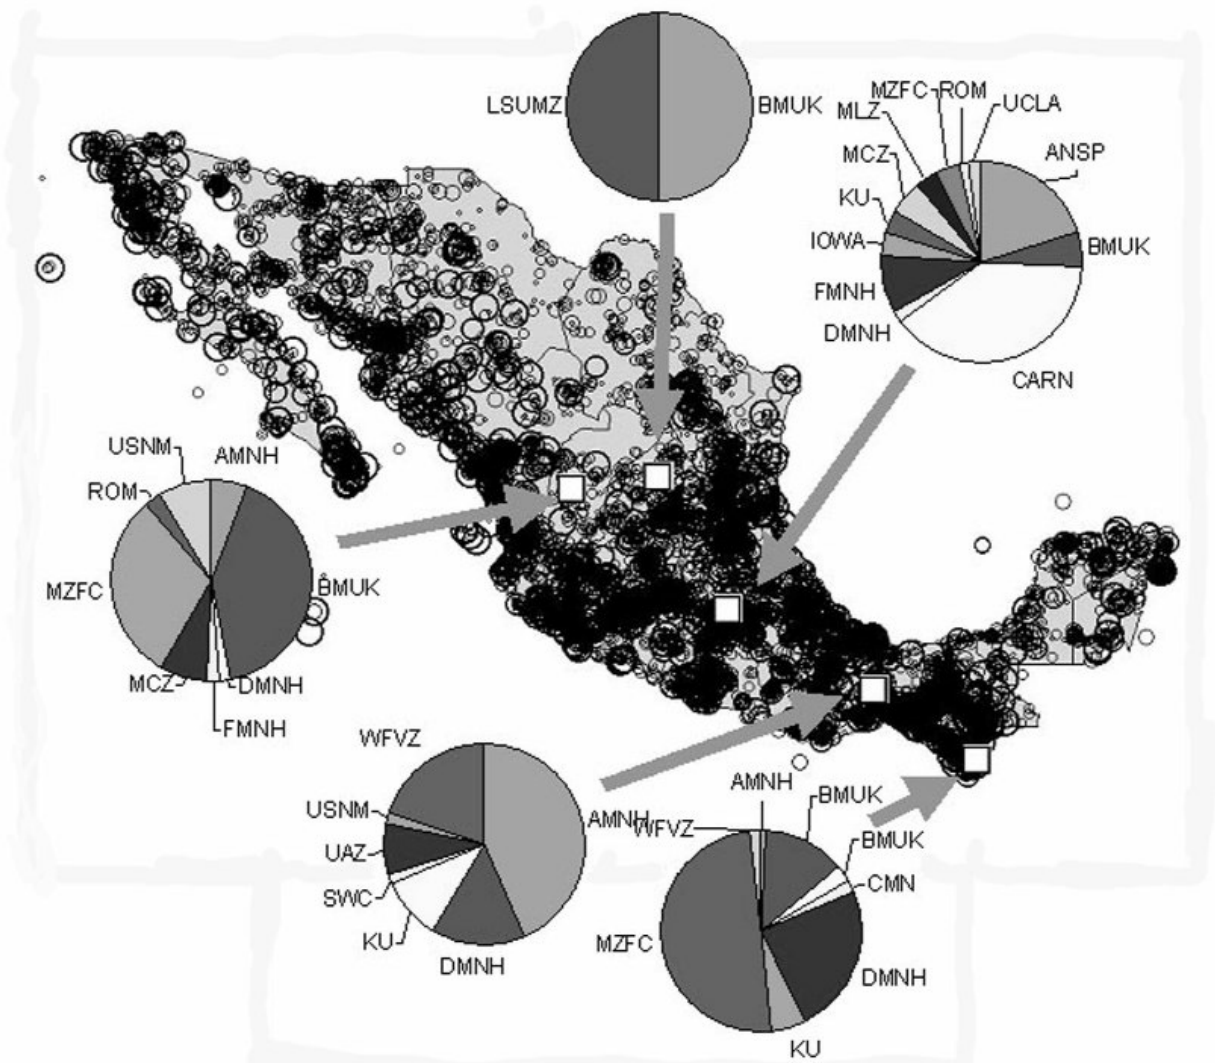 LSUMZ
BMUK
MZFC
ROM
UCLA
MLZ
ANSP
MCZ
KU
IOWA
BMUK
FMNH
DMNH
CARN
USNM
AMNH
ROM
MZFC
BMUK
MCZ
DMNH
FMNH
WFVZ
USNM
AMNH
UAZ
SWC
KU
DMNH
AMNH
BMUK
WFVZ
BMUK
CMN
MZFC
DMNH
KU